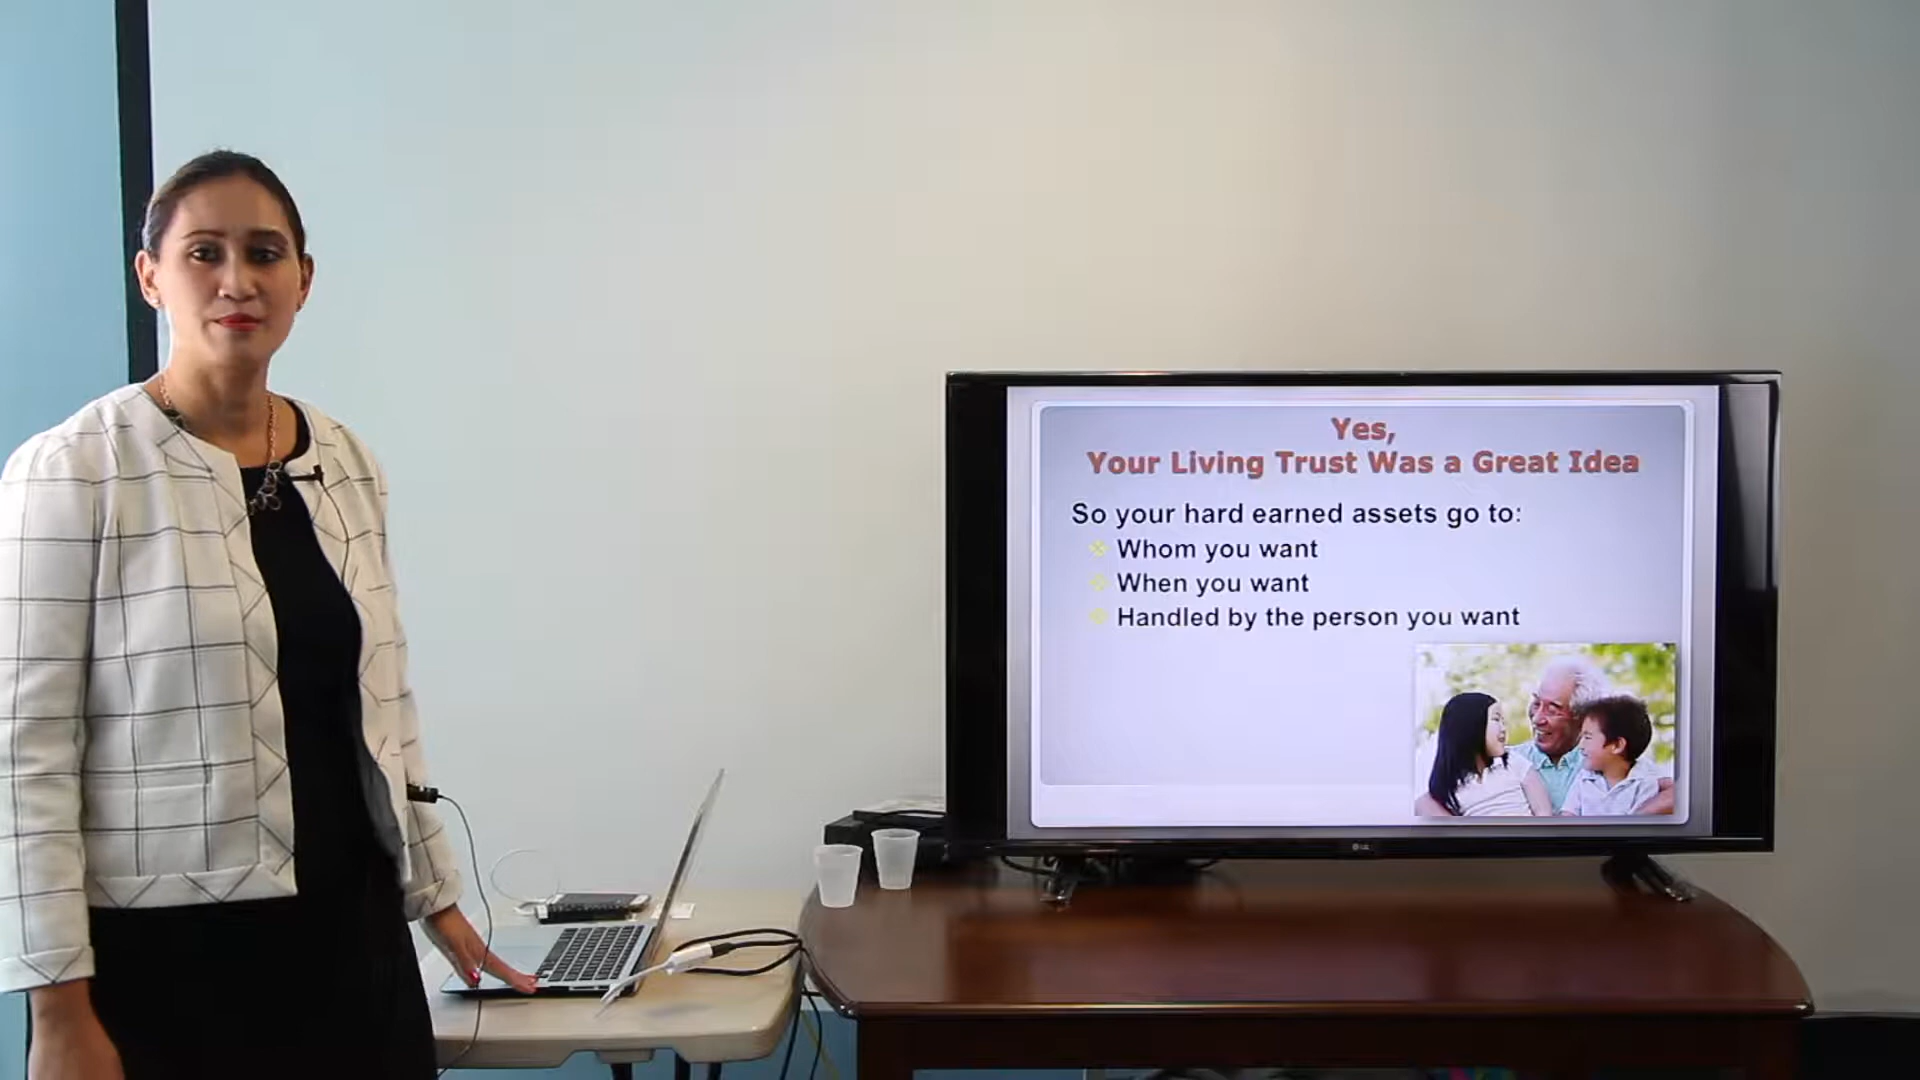 Yes,
Your Living Trust Was a Great Idea
So your hard earned assets go to:
Whom you want
When you want
Handled by the person you want
LG